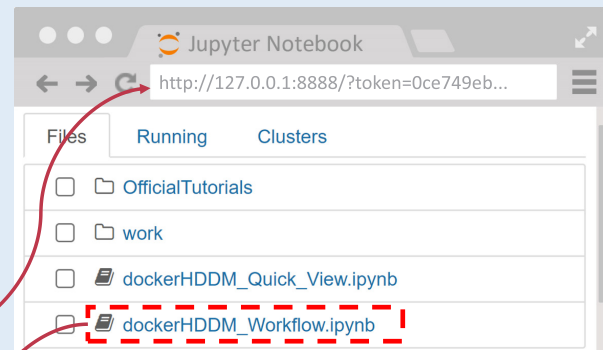 Jupyter Notebook
http://127.0.0.1:8888/?token=0ce749eb...
Files Running Clusters
OfficialTutorials
work
dockerHDDM_Quick_View.ipynb
dockerHDDM_Workflow.ipynb